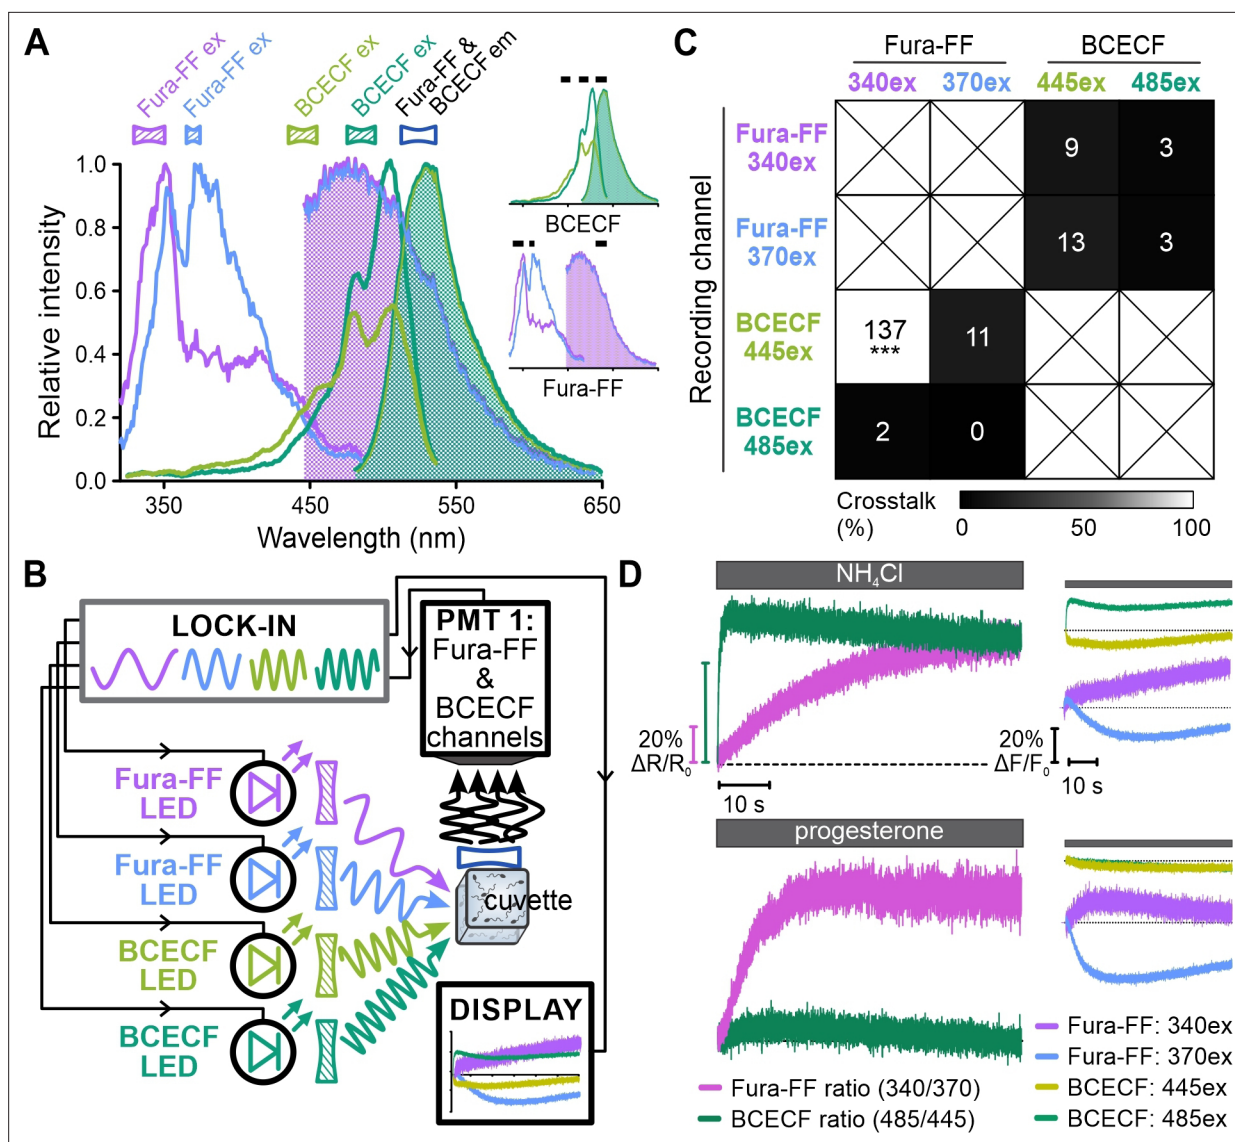 A
Fura-FF ex
Fura-FF ex
BCECF ex
BCECF ex
Fura-FF &
BCECF em
Relative intensity
1.0
0.8
0.6
0.4
0.2
0.0
350
450
550
650
Wavelength (nm)
BCECF
Fura-FF
C
Fura-FF
BCECF
340ex
370ex
445ex
485ex
Recording channel
Fura-FF
340ex
9
3
Fura-FF
370ex
13
3
BCECF
445ex
137
***
11
BCECF
485ex
2
0
Crosstalk
(%)
0
50
100
B
LOCK-IN
PMT 1:
Fura-FF
&
BCECF
channels
Fura-FF
LED
Fura-FF
LED
BCECF
LED
BCECF
LED
cuvette
DISPLAY
D
NH₄Cl
20%
ΔR/R₀
10 s
20%
ΔF/F₀
10 s
progesterone
Fura-FF ratio (340/370)
BCECF ratio (485/445)
Fura-FF: 340ex
Fura-FF: 370ex
BCECF: 445ex
BCECF: 485ex